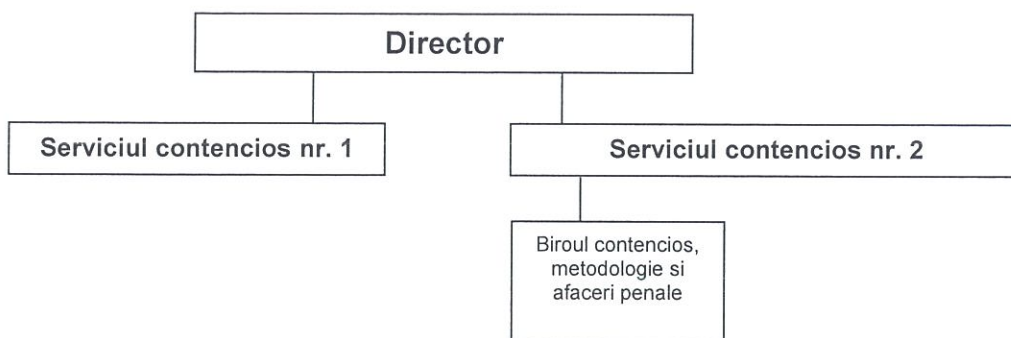 Director
Serviciul contencios nr. 1
Serviciul contencios nr. 2
Biroul contencios,
metodologie si
afaceri penale